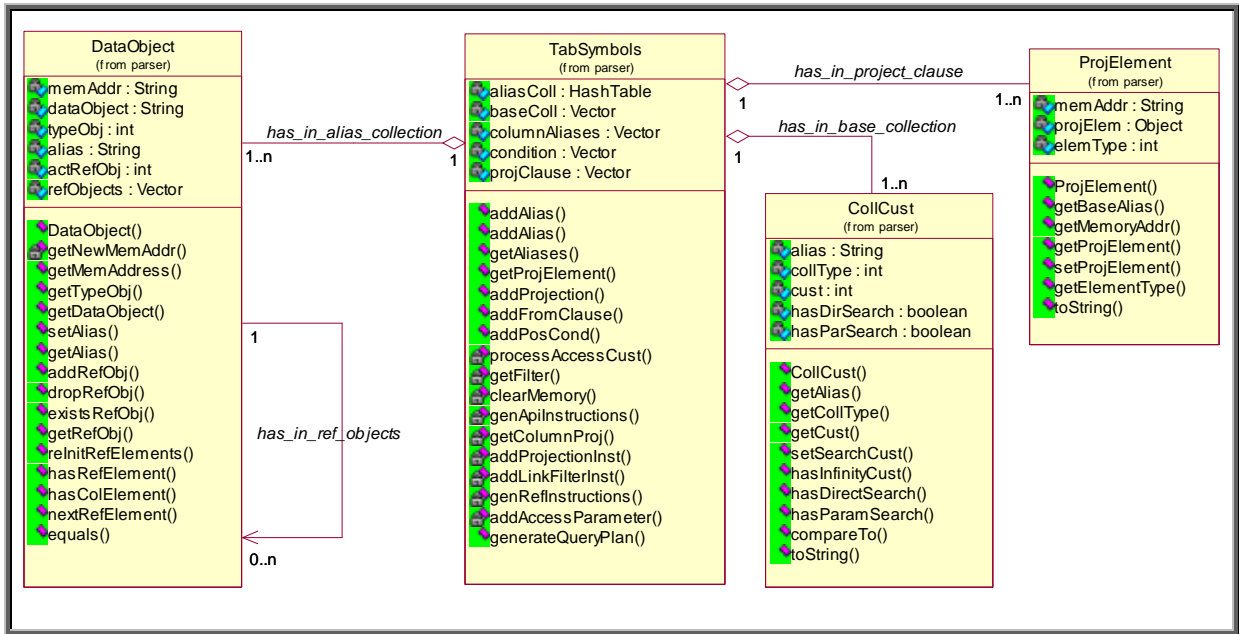 DataObject
(from parser)
memAddr : String
dataObject : String
typeObj : int
alias : String
actRefObj : int
refObjects : Vector
DataObject()
getNewMemAddr()
getMemAddress()
getTypeObj()
getDataObject()
setAlias()
getAlias()
addRefObj()
dropRefObj()
existsRefObj()
getRefObj()
reInitRefElements()
hasRefElement()
hasColElement()
nextRefElement()
equals()
1
has_in_ref_objects
0..n
has_in_alias_collection
1..n
1
TabSymbols
(from parser)
aliasColl : HashTable
baseColl : Vector
columnAliases : Vector
condition : Vector
projClause : Vector
addAlias()
addAlias()
getAliases()
getProjElement()
addProjection()
addFromClause()
addPosCond()
processAccessCust()
getFilter()
clearMemory()
genApiInstructions()
getColumnProj()
addProjectionInst()
addLinkFilterInst()
genRefInstructions()
addAccessParameter()
generateQueryPlan()
has_in_project_clause
1
1..n
has_in_base_collection
1
1..n
CollCust
(from parser)
alias : String
collType : int
cust : int
hasDirSearch : boolean
hasParSearch : boolean
CollCust()
getAlias()
getCollType()
getCust()
setSearchCust()
hasInfinityCust()
hasDirectSearch()
hasParamSearch()
compareTo()
toString()
ProjElement
(from parser)
memAddr : String
projElem : Object
elemType : int
ProjElement()
getBaseAlias()
getMemoryAddr()
getProjElement()
setProjElement()
getElementType()
toString()